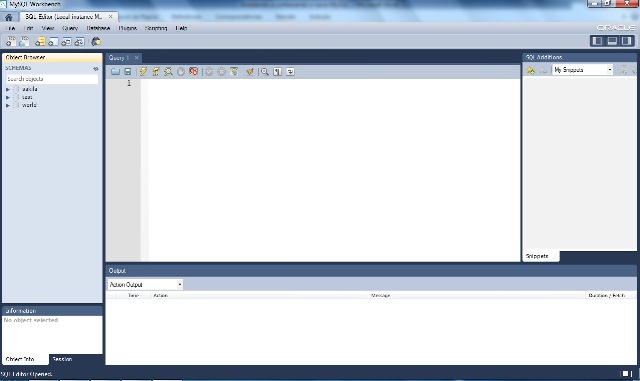 MySQL Workbench
SQL Editor (Local instance M...
File Edit View Query Database Plugins Scripting Help
ORACLE
Object Browser
SCHEMAS
Search objects
sakila
test
world
Query 1
1
SQL Additions
My Snippets
Snippets
Output
Action Output
Time Action Message Duration / Fetch
Information
No object selected
Object Info Session
SQL Editor Opened.